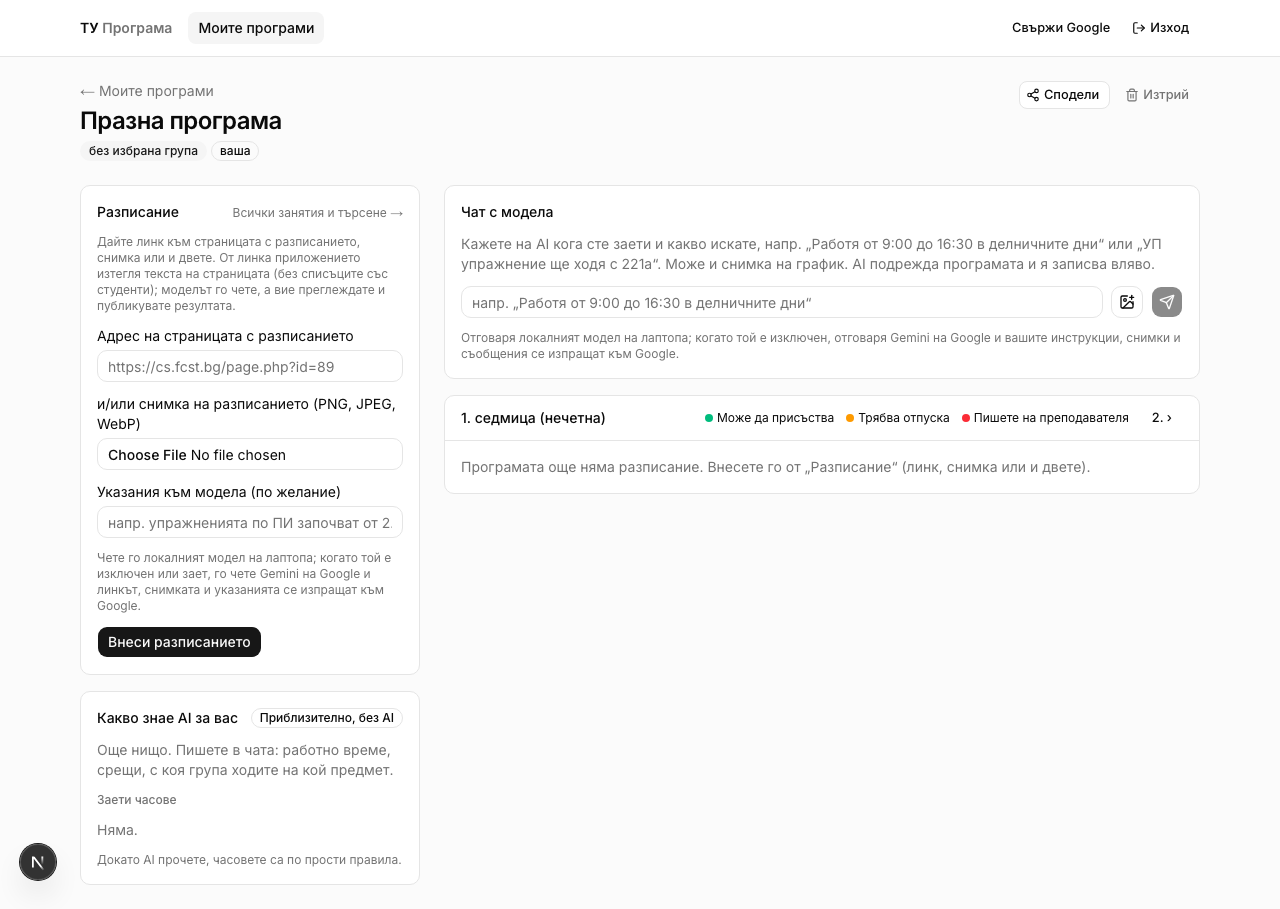 ТУ Програма
Моите програми
Свържи Google
Изход
← Моите програми
Празна програма
без избрана група
ваша
Сподели
Изтрий
Разписание
Всички занятия и търсене →
Дайте линк към страницата с разписанието,
снимка или и двете. От линка приложението
изтегля текста на страницата (без списъците със
студенти); моделът го чете, а вие преглеждате и
публикувате резултата.
Адрес на страницата с разписанието
https://cs.fcst.bg/page.php?id=89
и/или снимка на разписанието (PNG, JPEG,
WebP)
Choose File No file chosen
Указания към модела (по желание)
напр. упражненията по ПИ започват от 2.
Чете го локалният модел на лаптопа; когато той е
изключен или зает, го чете Gemini на Google и
линкът, снимката и указанията се изпращат към
Google.
Внеси разписанието
Какво знае AI за вас
Приблизително, без AI
Още нищо. Пишете в чата: работно време,
срещи, с коя група ходите на кой предмет.
Заети часове
Няма.
Докато AI прочете, часовете са по прости правила.
Чат с модела
Кажете на AI кога сте заети и какво искате, напр. „Работя от 9:00 до 16:30 в делничните дни“ или „УП
упражнение ще ходя с 221а“. Може и снимка на график. AI подрежда програмата и я записва вляво.
напр. „Работя от 9:00 до 16:30 в делничните дни“
Отговаря локалният модел на лаптопа; когато той е изключен, отговаря Gemini на Google и вашите инструкции, снимки и
съобщения се изпращат към Google.
1. седмица (нечетна)
Може да присъства
Трябва отпуска
Пишете на преподавателя
2. ›
Програмата още няма разписание. Внесете го от „Разписание“ (линк, снимка или и двете).
N